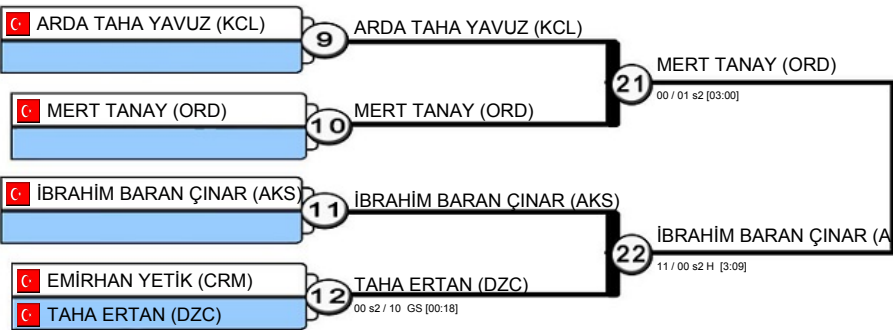 ARDA TAHA YAVUZ (KCL)
9
ARDA TAHA YAVUZ (KCL)
21
MERT TANAY (ORD)
00 / 01 s2 [03:00]
MERT TANAY (ORD)
10
MERT TANAY (ORD)
İBRAHİM BARAN ÇINAR (AKS)
11
İBRAHİM BARAN ÇINAR (AKS)
22
İBRAHİM BARAN ÇINAR (A
11 / 00 s2 H [3:09]
EMİRHAN YETİK (CRM)
12
TAHA ERTAN (DZC)
00 s2 / 10 GS [00:18]
TAHA ERTAN (DZC)